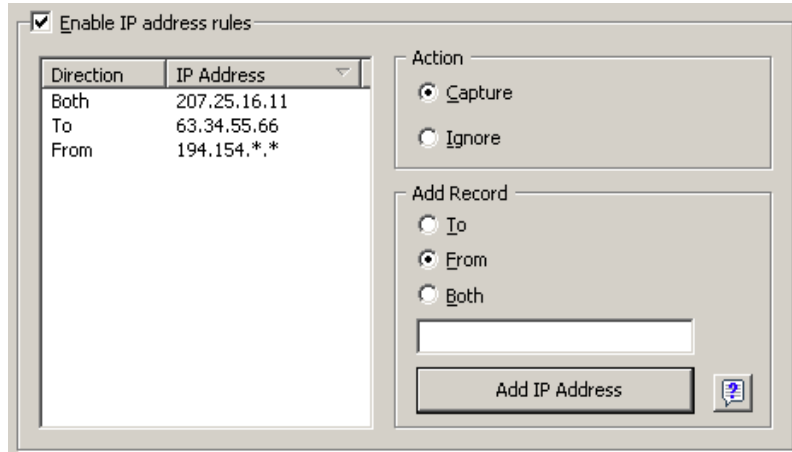 Enable IP address rules
Direction IP Address
Both 207.25.16.11
To 63.34.55.66
From 194.154.*.*
Action
Capture
Ignore
Add Record
To
From
Both
Add IP Address
?